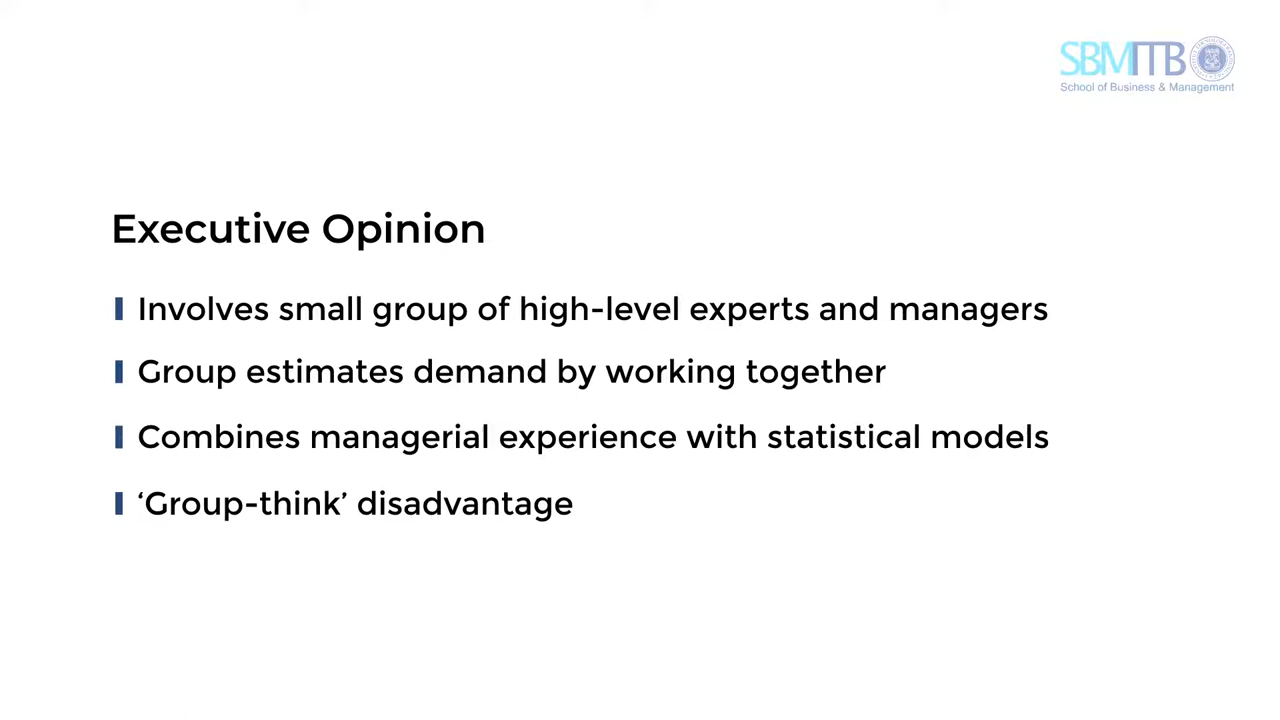 SBMITB
School of Business & Management
Executive Opinion
Involves small group of high-level experts and managers
Group estimates demand by working together
Combines managerial experience with statistical models
‘Group-think’ disadvantage